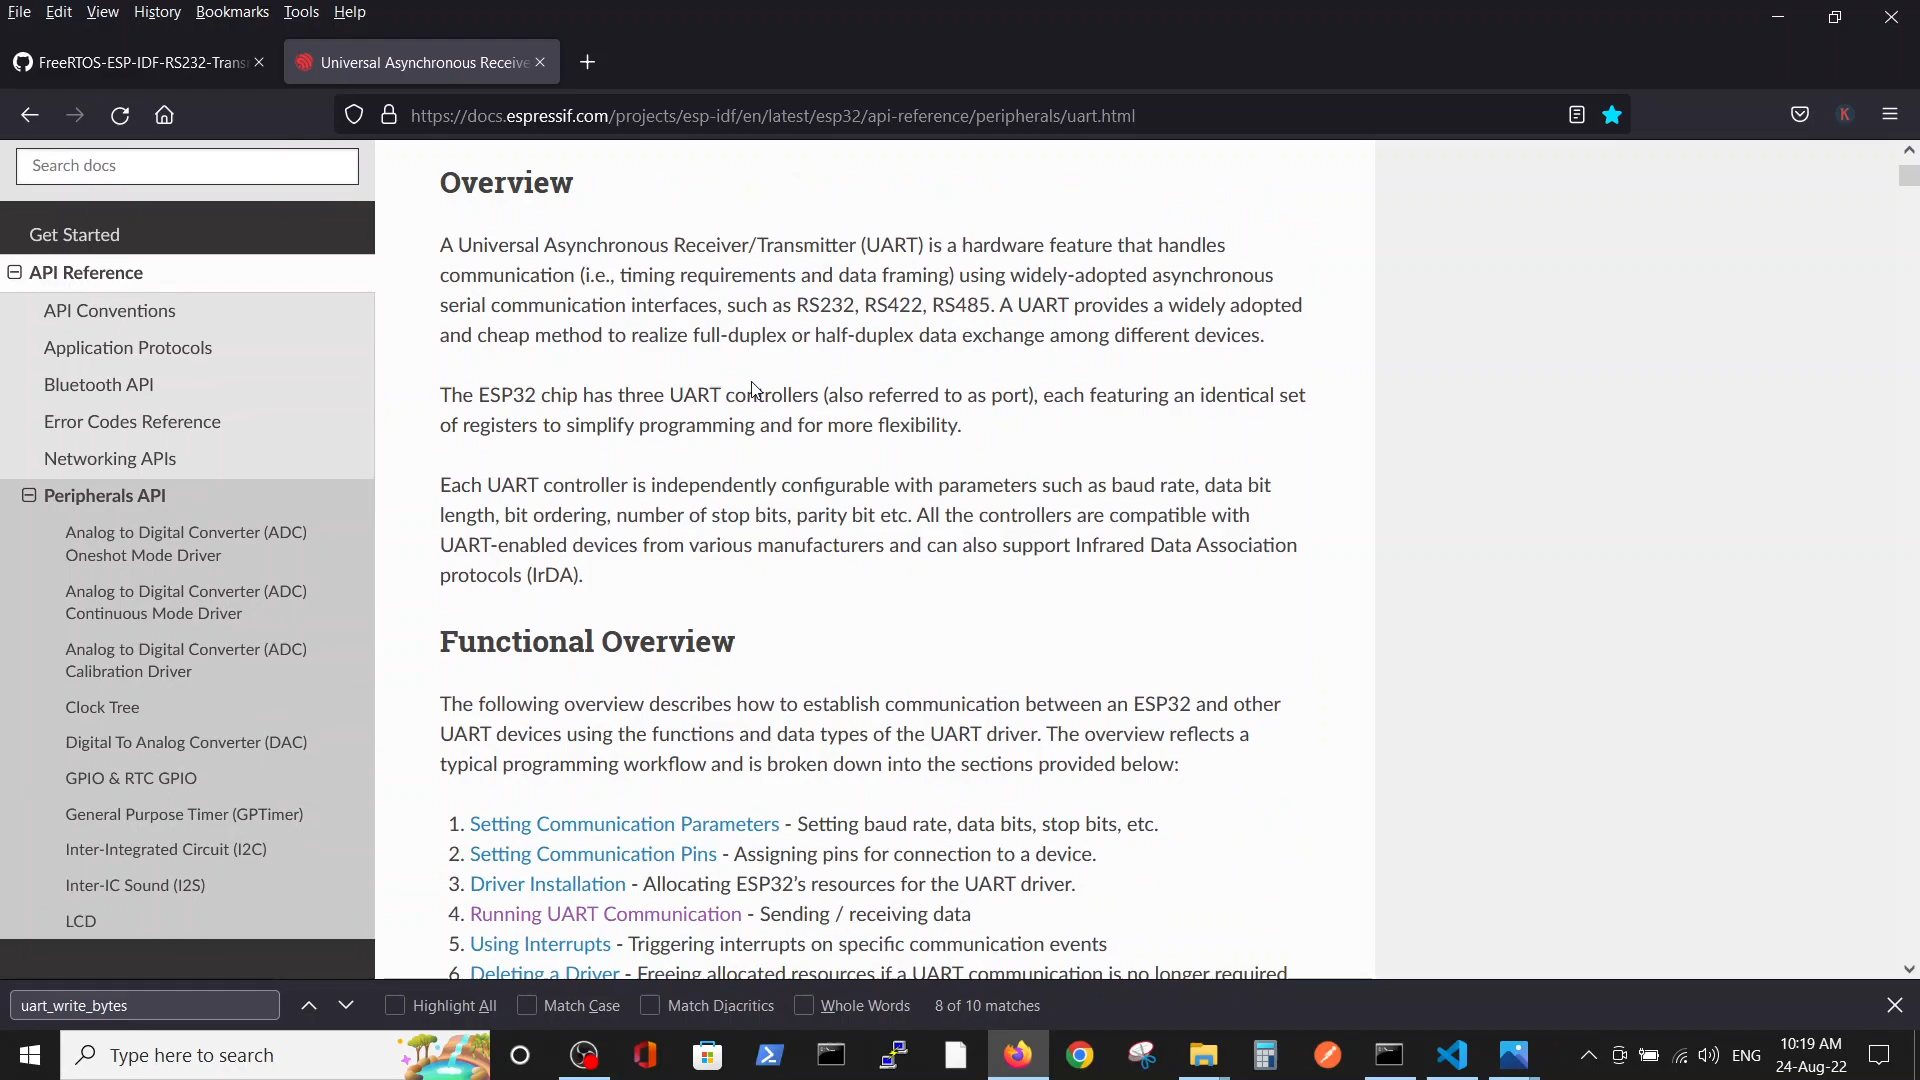 File Edit View History Bookmarks Tools Help
FreeRTOS-ESP-IDF-RS232-Trans
Universal Asynchronous Receive
https://docs.espressif.com/projects/esp-idf/en/latest/esp32/api-reference/peripherals/uart.html
K
Search docs
Get Started
API Reference
API Conventions
Application Protocols
Bluetooth API
Error Codes Reference
Networking APIs
Peripherals API
Analog to Digital Converter (ADC)
Oneshot Mode Driver
Analog to Digital Converter (ADC)
Continuous Mode Driver
Analog to Digital Converter (ADC)
Calibration Driver
Clock Tree
Digital To Analog Converter (DAC)
GPIO & RTC GPIO
General Purpose Timer (GPTimer)
Inter-Integrated Circuit (I2C)
Inter-IC Sound (I2S)
LCD
Overview
A Universal Asynchronous Receiver/Transmitter (UART) is a hardware feature that handles
communication (i.e., timing requirements and data framing) using widely-adopted asynchronous
serial communication interfaces, such as RS232, RS422, RS485. A UART provides a widely adopted
and cheap method to realize full-duplex or half-duplex data exchange among different devices.
The ESP32 chip has three UART controllers (also referred to as port), each featuring an identical set
of registers to simplify programming and for more flexibility.
Each UART controller is independently configurable with parameters such as baud rate, data bit
length, bit ordering, number of stop bits, parity bit etc. All the controllers are compatible with
UART-enabled devices from various manufacturers and can also support Infrared Data Association
protocols (IrDA).
Functional Overview
The following overview describes how to establish communication between an ESP32 and other
UART devices using the functions and data types of the UART driver. The overview reflects a
typical programming workflow and is broken down into the sections provided below:
1. Setting Communication Parameters - Setting baud rate, data bits, stop bits, etc.
2. Setting Communication Pins - Assigning pins for connection to a device.
3. Driver Installation - Allocating ESP32's resources for the UART driver.
4. Running UART Communication - Sending / receiving data
5. Using Interrupts - Triggering interrupts on specific communication events
6. Deleting a Driver - Freeing allocated resources if a UART communication is no longer required
uart_write_bytes
Highlight All Match Case Match Diacritics Whole Words 8 of 10 matches
Type here to search
ENG
10:19 AM
24-Aug-22